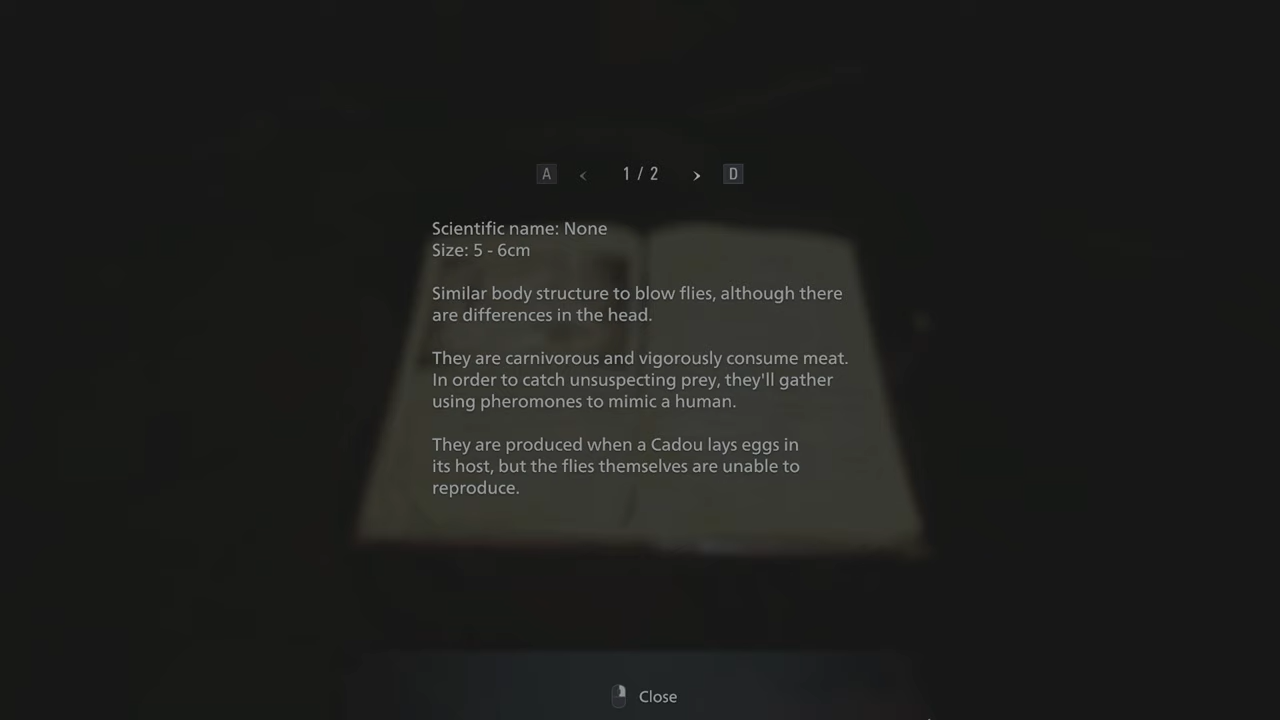 A < 1 / 2 > D
Scientific name: None
Size: 5 - 6cm
Similar body structure to blow flies, although there
are differences in the head.
They are carnivorous and vigorously consume meat.
In order to catch unsuspecting prey, they'll gather
using pheromones to mimic a human.
They are produced when a Cadou lays eggs in
its host, but the flies themselves are unable to
reproduce.
Close